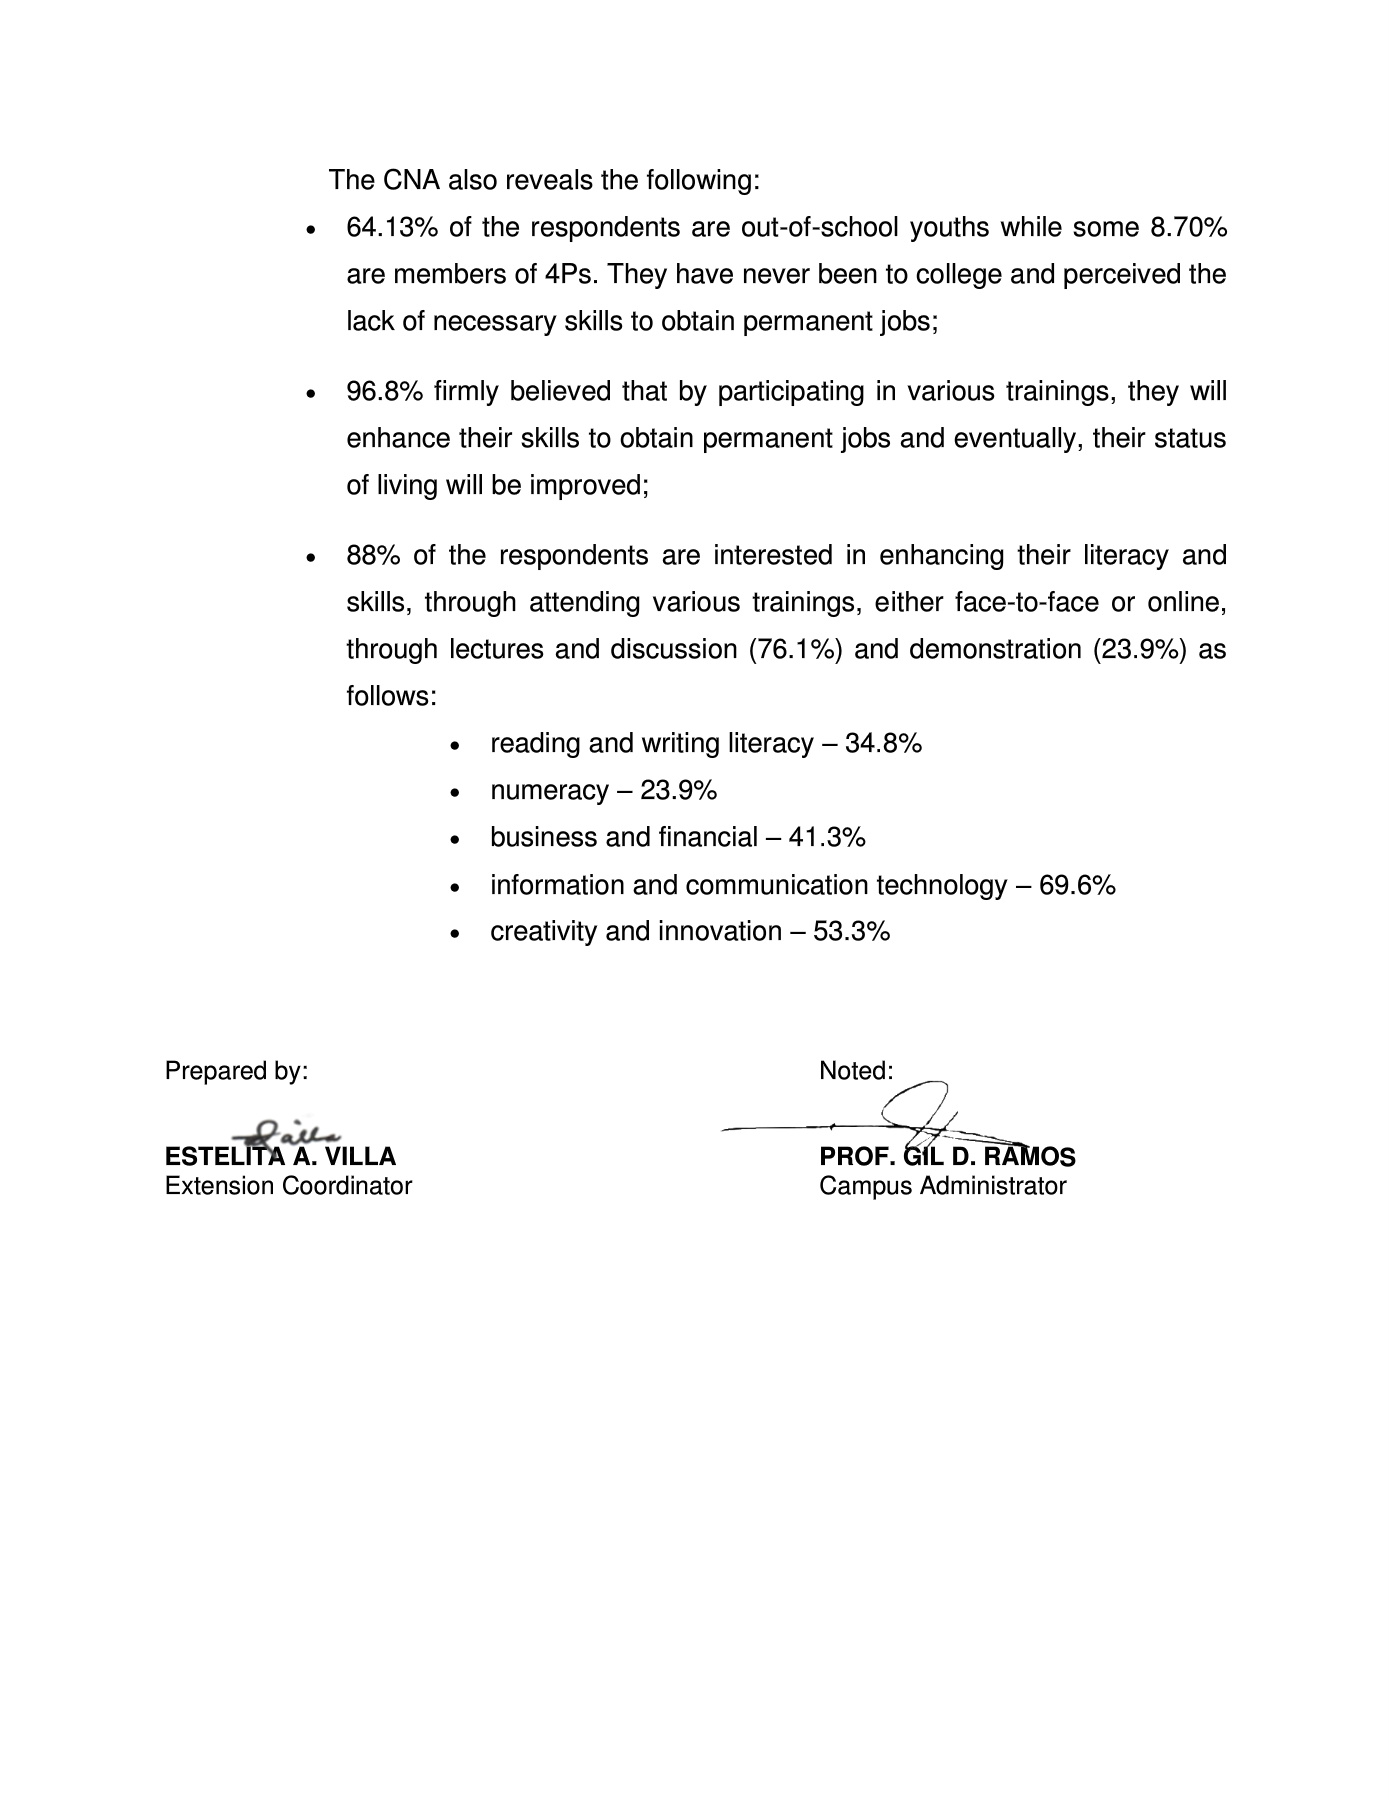 The CNA also reveals the following:
• 64.13% of the respondents are out-of-school youths while some 8.70%
are members of 4Ps. They have never been to college and perceived the
lack of necessary skills to obtain permanent jobs;
• 96.8% firmly believed that by participating in various trainings, they will
enhance their skills to obtain permanent jobs and eventually, their status
of living will be improved;
• 88% of the respondents are interested in enhancing their literacy and
skills, through attending various trainings, either face-to-face or online,
through lectures and discussion (76.1%) and demonstration (23.9%) as
follows:
• reading and writing literacy – 34.8%
• numeracy – 23.9%
• business and financial – 41.3%
• information and communication technology – 69.6%
• creativity and innovation – 53.3%
Prepared by:
Noted:
ESTELITA A. VILLA
PROF. GIL D. RAMOS
Extension Coordinator
Campus Administrator